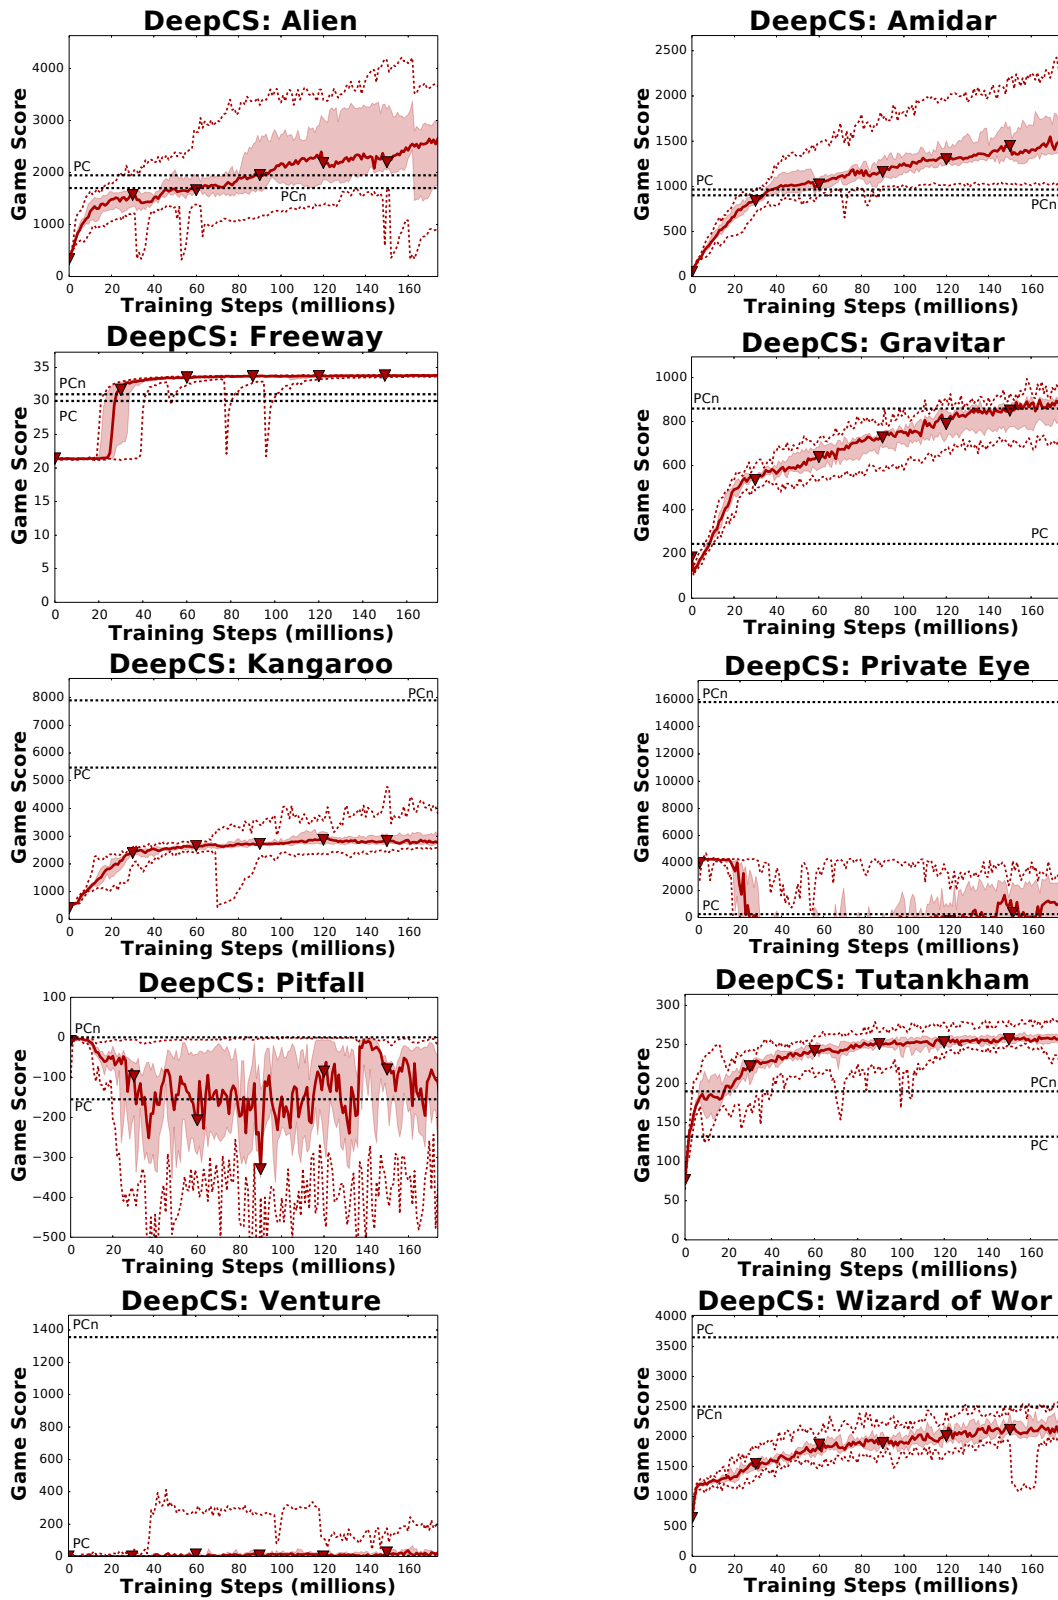 DeepCS: Alien
Game Score
4000
3000
2000
1000
0
PC
PCn
0 20 40 60 80 100 120 140 160
Training Steps (millions)
DeepCS: Amidar
Game Score
2500
2000
1500
1000
500
0
PC
PCn
0 20 40 60 80 100 120 140 160
Training Steps (millions)
DeepCS: Freeway
Game Score
35
30
25
20
15
10
5
0
PCn
PC
0 20 40 60 80 100 120 140 160
Training Steps (millions)
DeepCS: Gravitar
Game Score
1000
800
600
400
200
0
PCn
PC
0 20 40 60 80 100 120 140 160
Training Steps (millions)
DeepCS: Kangaroo
Game Score
8000
7000
6000
5000
4000
3000
2000
1000
0
PCn
PC
0 20 40 60 80 100 120 140 160
Training Steps (millions)
DeepCS: Private Eye
Game Score
16000
14000
12000
10000
8000
6000
4000
2000
0
PCn
PC
0 20 40 60 80 100 120 140 160
Training Steps (millions)
DeepCS: Pitfall
Game Score
100
0
−100
−200
−300
−400
−500
PCn
PC
0 20 40 60 80 100 120 140 160
Training Steps (millions)
DeepCS: Tutankham
Game Score
300
250
200
150
100
50
0
PCn
PC
0 20 40 60 80 100 120 140 160
Training Steps (millions)
DeepCS: Venture
Game Score
1400
1200
1000
800
600
400
200
0
PCn
PC
0 20 40 60 80 100 120 140 160
Training Steps (millions)
DeepCS: Wizard of Wor
Game Score
4000
3500
3000
2500
2000
1500
1000
500
0
PC
PCn
0 20 40 60 80 100 120 140 160
Training Steps (millions)